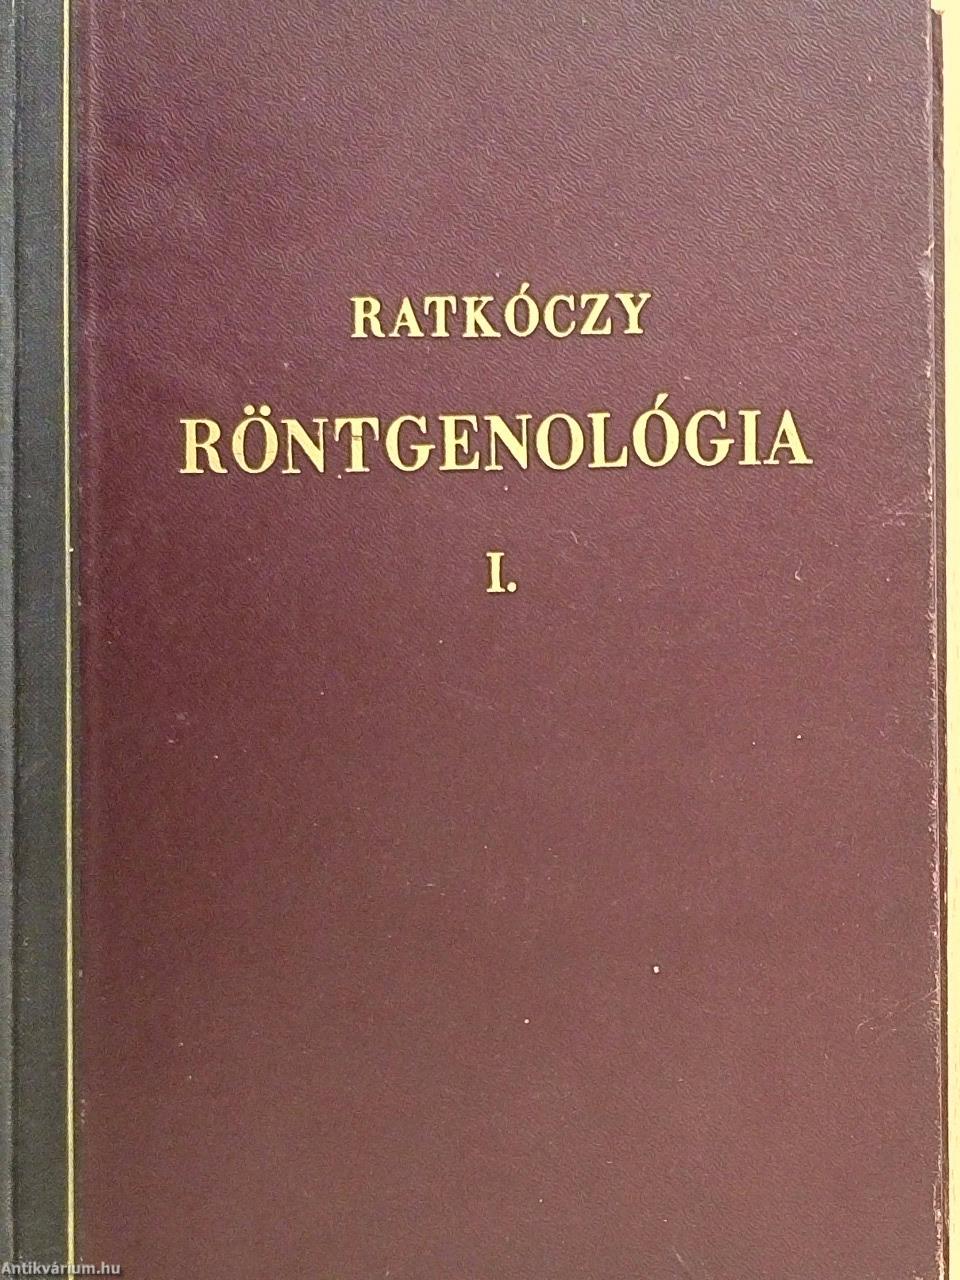 RATKÓCZY
RÖNTGENOLÓGIA
I.
Antikvárium.hu